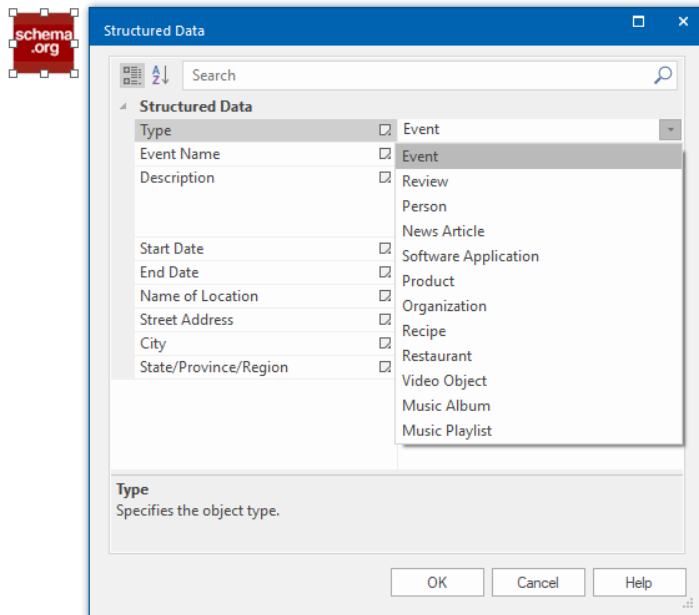 schema
.org
Structured Data
Search
Structured Data
Type Event
Event Name
Description
Start Date
End Date
Name of Location
Street Address
City
State/Province/Region
Event
Review
Person
News Article
Software Application
Product
Organization
Recipe
Restaurant
Video Object
Music Album
Music Playlist
Type
Specifies the object type.
OK Cancel Help